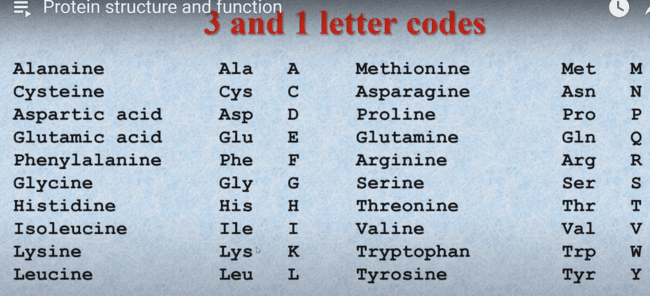 Protein structure and function
3 and 1 letter codes
Alanaine Ala A Methionine Met M
Cysteine Cys C Asparagine Asn N
Aspartic acid Asp D Proline Pro P
Glutamic acid Glu E Glutamine Gln Q
Phenylalanine Phe F Arginine Arg R
Glycine Gly G Serine Ser S
Histidine His H Threonine Thr T
Isoleucine Ile I Valine Val V
Lysine Lys K Tryptophan Trp W
Leucine Leu L Tyrosine Tyr Y